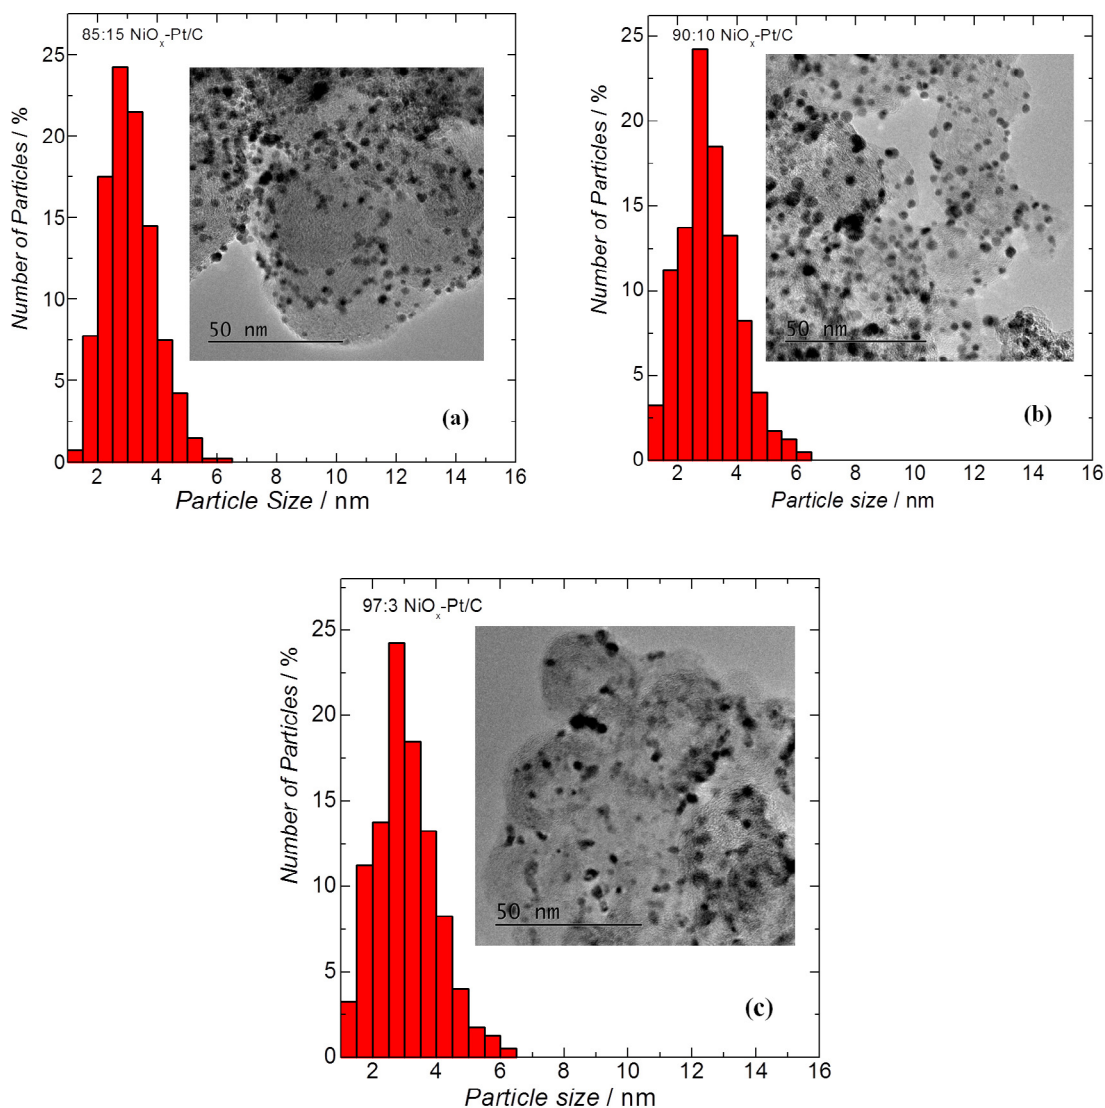 85:15 NiOₓ-Pt/C
25
20
15
10
5
0
Number of Particles / %
50 nm
(a)
2 4 6 8 10 12 14 16
Particle Size / nm
90:10 NiOₓ-Pt/C
25
20
15
10
5
0
Number of Particles / %
50 nm
(b)
2 4 6 8 10 12 14 16
Particle size / nm
97:3 NiOₓ-Pt/C
25
20
15
10
5
0
Number of Particles / %
50 nm
(c)
2 4 6 8 10 12 14 16
Particle size / nm